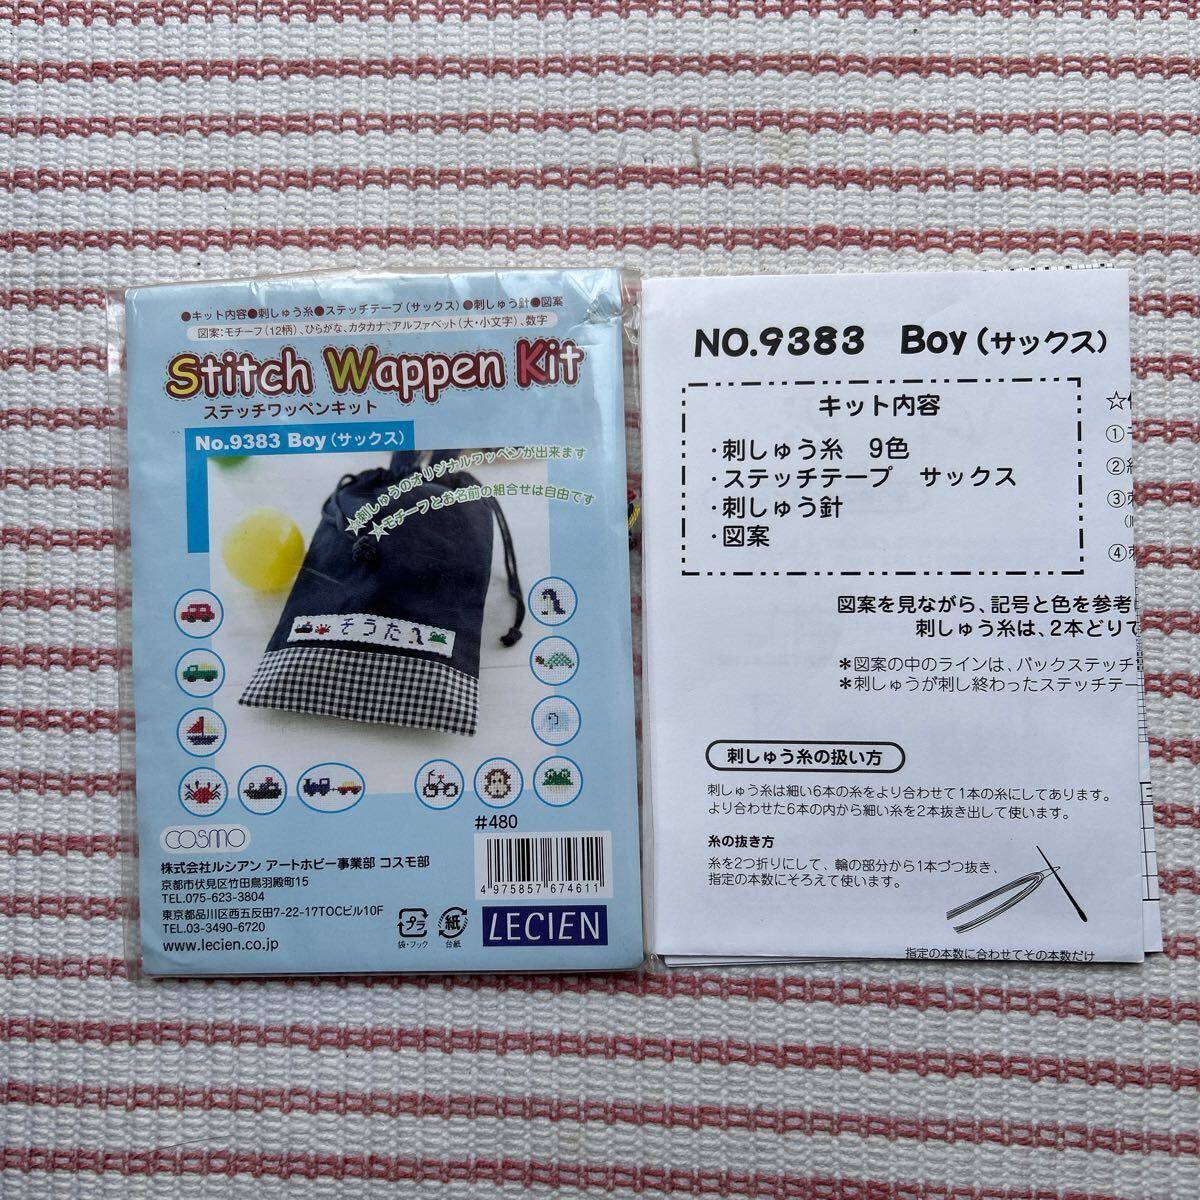 ●キット内容●刺しゅう糸●ステッチテープ(サックス)●刺しゅう針●図案
図案:モチーフ(12柄)、ひらがな、カタカナ、アルファベット(大・小文字)、数字
Stitch Wappen Kit
ステッチワッペンキット
No.9383 Boy(サックス)
☆刺しゅうのオリジナルワッペンが出来ます
★モチーフとお名前の組合せは自由です
そうた
COSMO
#480
株式会社ルシアン アートホビー事業部 コスモ部
京都市伏見区竹田鳥羽殿町15
TEL.075-623-3804
東京都品川区西五反田7-22-17TOCビル10F
TEL.03-3490-6720
www.lecien.co.jp
プラ
袋・フック
紙
台紙
4 975857 674611
LECIEN
NO.9383 Boy(サックス)
キット内容
・刺しゅう糸 9色
・ステッチテープ サックス
・刺しゅう針
・図案
☆
①
②
③
④
図案を見ながら、記号と色を参考に
刺しゅう糸は、2本どりで
*図案の中のラインは、バックステッチ
*刺しゅうが刺し終わったステッチテー
刺しゅう糸の扱い方
刺しゅう糸は細い6本の糸をより合わせて1本の糸にしてあります。
より合わせた6本の内から細い糸を2本抜き出して使います。
糸の抜き方
糸を2つ折りにして、輪の部分から1本づつ抜き、
指定の本数にそろえて使います。
指定の本数に合わせてその本数だけ